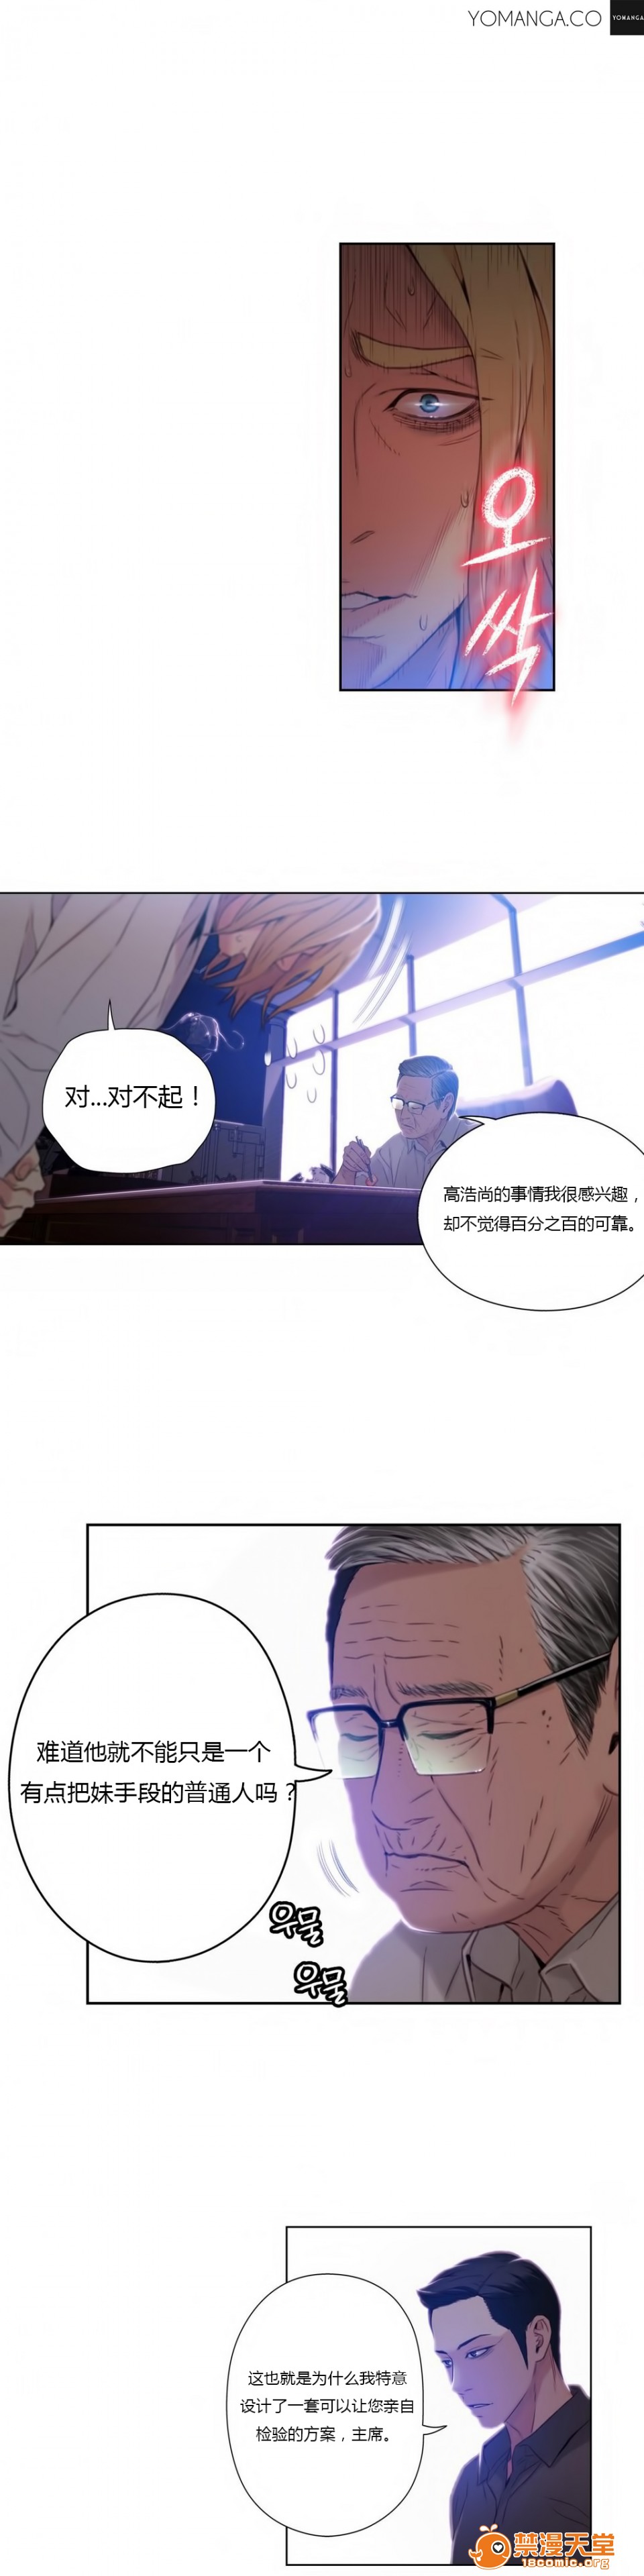 YOMANGA.CO
YOMANGA
오
싹
对...对不起！
高浩尚的事情我很感兴趣，
却不觉得百分之百的可靠。
难道他就不能只是一个
有点把妹手段的普通人吗？
우물
우물
这也就是为什么我特意
设计了一套可以让您亲自
检验的方案，主席。
禁漫天堂
18comic.org